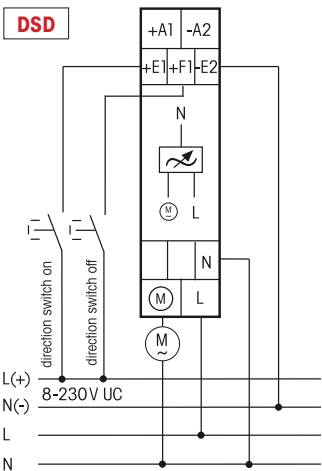 DSD
+A1 -A2
+E1 +F1 -E2
N
M
~
L
N
M
L
direction switch on
direction switch off
M
~
L(+)
8-230V UC
N(-)
L
N